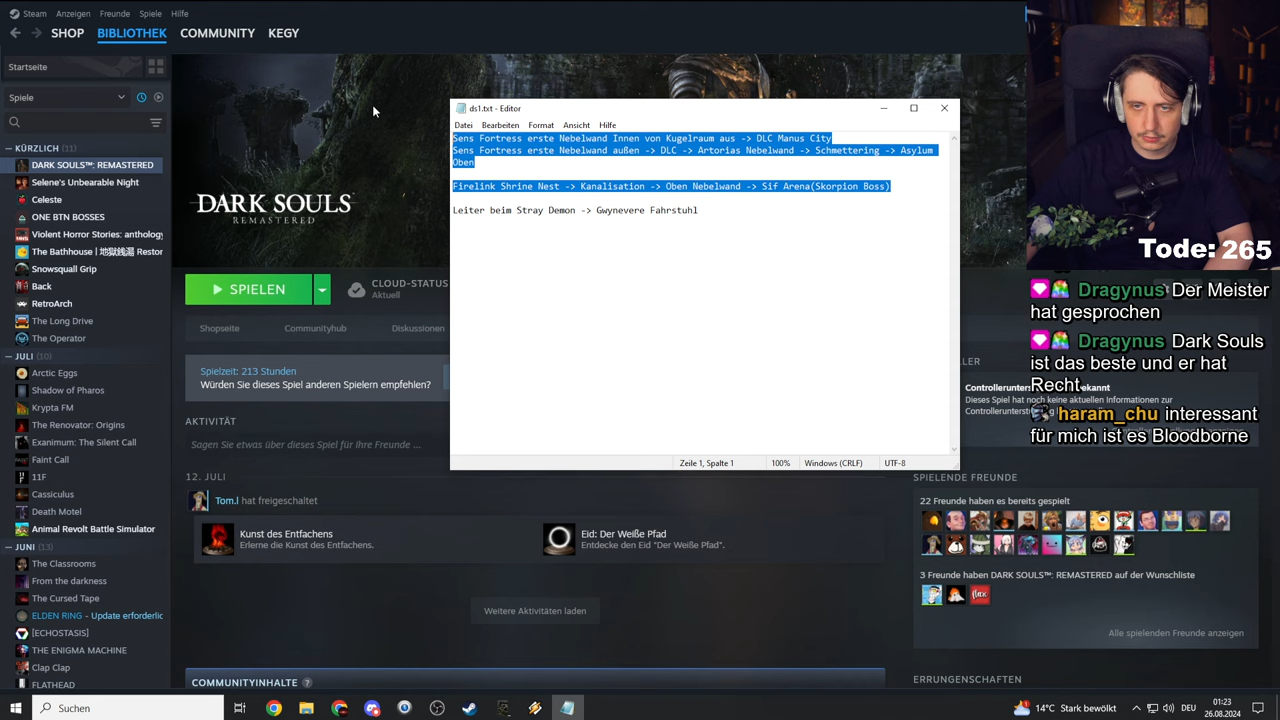 Steam Anzeigen Freunde Spiele Hilfe
SHOP BIBLIOTHEK COMMUNITY KEGY
Startseite
Spiele
KÜRZLICH (11)
DARK SOULS™: REMASTERED
Selene's Unbearable Night
Celeste
ONE BTN BOSSES
Violent Horror Stories: antholog
The Bathhouse | 地獄銭湯 Restor
Snowsquall Grip
Back
RetroArch
The Long Drive
The Operator
JULI (10)
Arctic Eggs
Shadow of Pharos
Krypta FM
The Renovator: Origins
Exanimum: The Silent Call
Faint Call
11F
Cassiculus
Death Motel
Animal Revolt Battle Simulator
JUNI (13)
The Classrooms
From the darkness
The Cursed Tape
ELDEN RING - Update erforderlic
[ECHOSTASIS]
THE ENIGMA MACHINE
Clap Clap
FLATHEAD
DARK SOULS
REMASTERED
SPIELEN
CLOUD-STATUS
Aktuell
Shopseite Communityhub Diskussionen
Spielzeit: 213 Stunden
Würden Sie dieses Spiel anderen Spielern empfehlen?
AKTIVITÄT
Sagen Sie etwas über dieses Spiel für Ihre Freunde ...
12. JULI
Tom.l hat freigeschaltet
Kunst des Entfachens
Erlerne die Kunst des Entfachens.
Eid: Der Weiße Pfad
Entdecke den Eid "Der Weiße Pfad".
Weitere Aktivitäten laden
COMMUNITYINHALTE ?
ds1.txt - Editor
Datei Bearbeiten Format Ansicht Hilfe
Sens Fortress erste Nebelwand Innen von Kugelraum aus -> DLC Manus City
Sens Fortress erste Nebelwand außen -> DLC -> Artorias Nebelwand -> Schmettering -> Asylum
Oben
Firelink Shrine Nest -> Kanalisation -> Oben Nebelwand -> Sif Arena(Skorpion Boss)
Leiter beim Stray Demon -> Gwynevere Fahrstuhl
Zeile 1, Spalte 1 100% Windows (CRLF) UTF-8
Tode: 265
Dragynus Der Meister
hat gesprochen
Dragynus Dark Souls
ist das beste und er hat
Recht
haram_chu interessant
für mich ist es Bloodborne
LLER
Controllerunters kannt
Dieses Spiel hat noch keine aktuellen Informationen zur
SPIELENDE FREUNDE
22 Freunde haben es bereits gespielt
3 Freunde haben DARK SOULS™: REMASTERED auf der Wunschliste
flax
Alle spielenden Freunde anzeigen
ERRUNGENSCHAFTEN
Suchen
14°C Stark bewölkt
DEU
01:23
26.08.2024